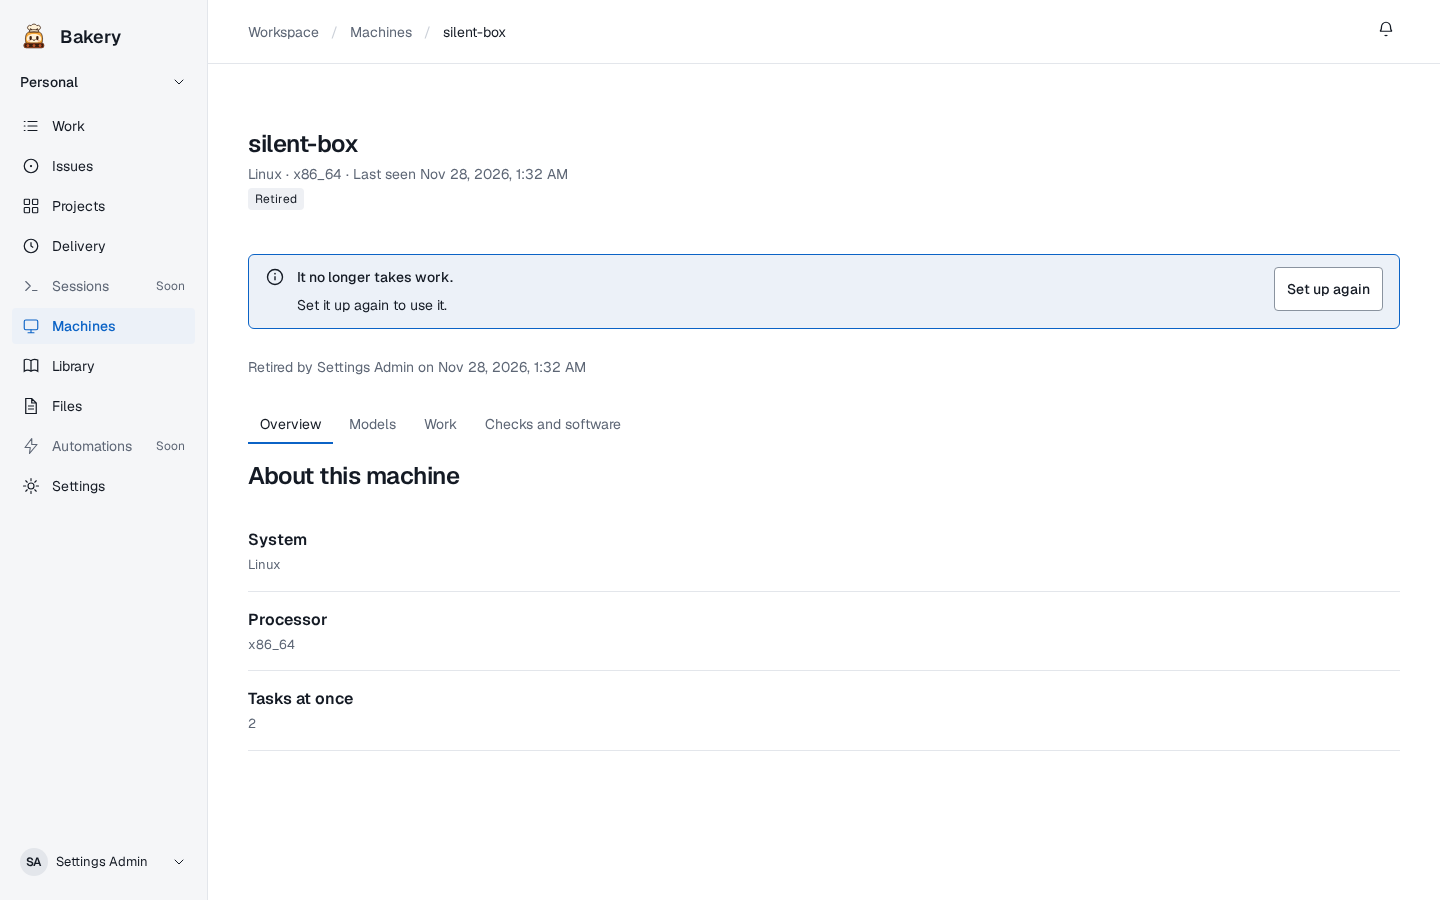 Bakery
Personal
Work
Issues
Projects
Delivery
Sessions Soon
Machines
Library
Files
Automations Soon
Settings
SA Settings Admin
Workspace / Machines / silent-box
silent-box
Linux · x86_64 · Last seen Nov 28, 2026, 1:32 AM
Retired
It no longer takes work.
Set it up again to use it.
Set up again
Retired by Settings Admin on Nov 28, 2026, 1:32 AM
Overview Models Work Checks and software
About this machine
System
Linux
Processor
x86_64
Tasks at once
2